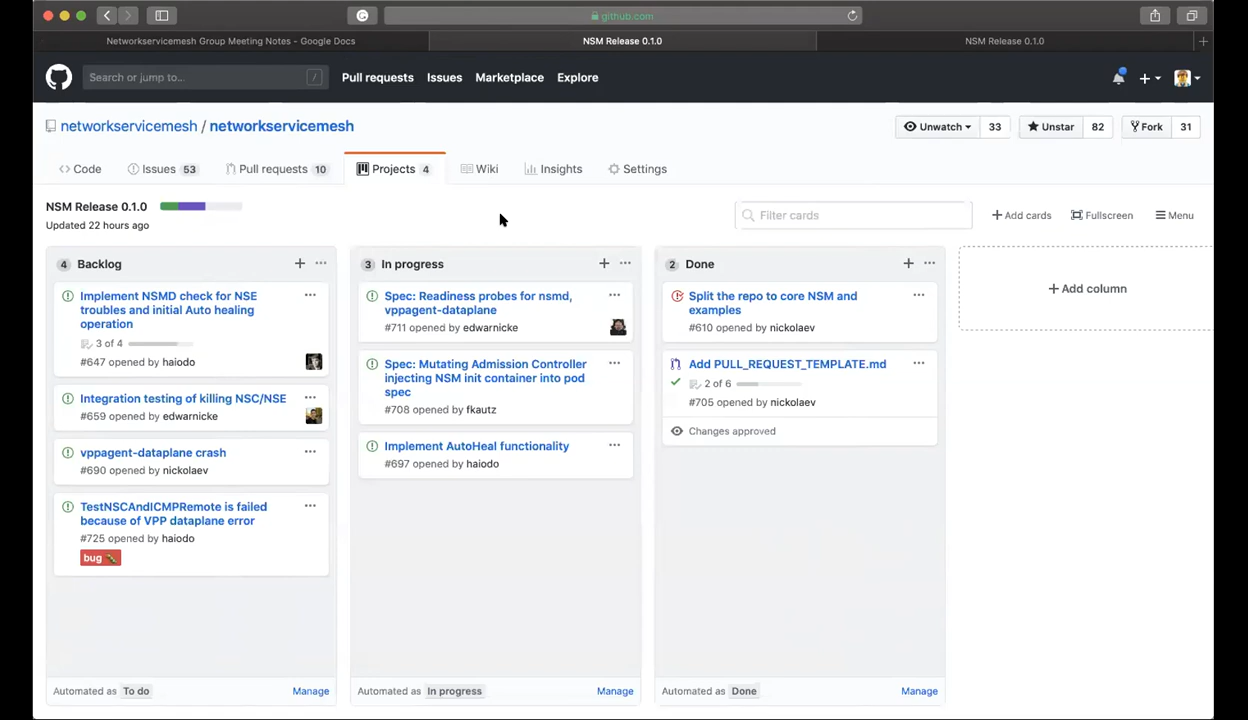 github.com
Networkservicemesh Group Meeting Notes - Google Docs
NSM Release 0.1.0
NSM Release 0.1.0
Search or jump to...
/
Pull requests
Issues
Marketplace
Explore
networkservicemesh / networkservicemesh
Unwatch
33
Unstar
82
Fork
31
Code
Issues 53
Pull requests 10
Projects 4
Wiki
Insights
Settings
NSM Release 0.1.0
Updated 22 hours ago
Filter cards
Add cards
Fullscreen
Menu
4 Backlog
Implement NSMD check for NSE
troubles and initial Auto healing
operation
3 of 4
#647 opened by haiodo
Integration testing of killing NSC/NSE
#659 opened by edwarnicke
vppagent-dataplane crash
#690 opened by nickolaev
TestNSCAndICMPRemote is failed
because of VPP dataplane error
#725 opened by haiodo
bug
Automated as To do
Manage
3 In progress
Spec: Readiness probes for nsmd,
vppagent-dataplane
#711 opened by edwarnicke
Spec: Mutating Admission Controller
injecting NSM init container into pod
spec
#708 opened by fkautz
Implement AutoHeal functionality
#697 opened by haiodo
Automated as In progress
Manage
2 Done
Split the repo to core NSM and
examples
#610 opened by nickolaev
Add PULL_REQUEST_TEMPLATE.md
2 of 6
#705 opened by nickolaev
Changes approved
Automated as Done
Manage
Add column